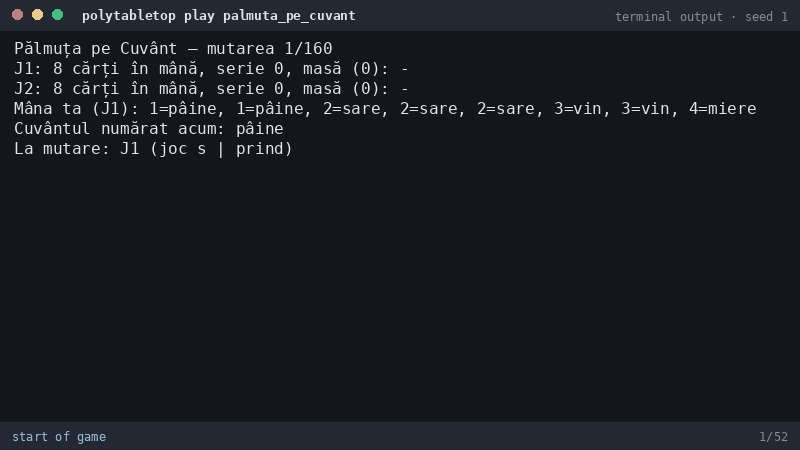 polytabletop play palmuta_pe_cuvant
terminal output · seed 1
Pălmuța pe Cuvânt — mutarea 1/160
J1: 8 cărți în mână, serie 0, masă (0): -
J2: 8 cărți în mână, serie 0, masă (0): -
Mâna ta (J1): 1=pâine, 1=pâine, 2=sare, 2=sare, 2=sare, 3=vin, 3=vin, 4=miere
Cuvântul numărat acum: pâine
La mutare: J1 (joc s | prind)
start of game
1/52